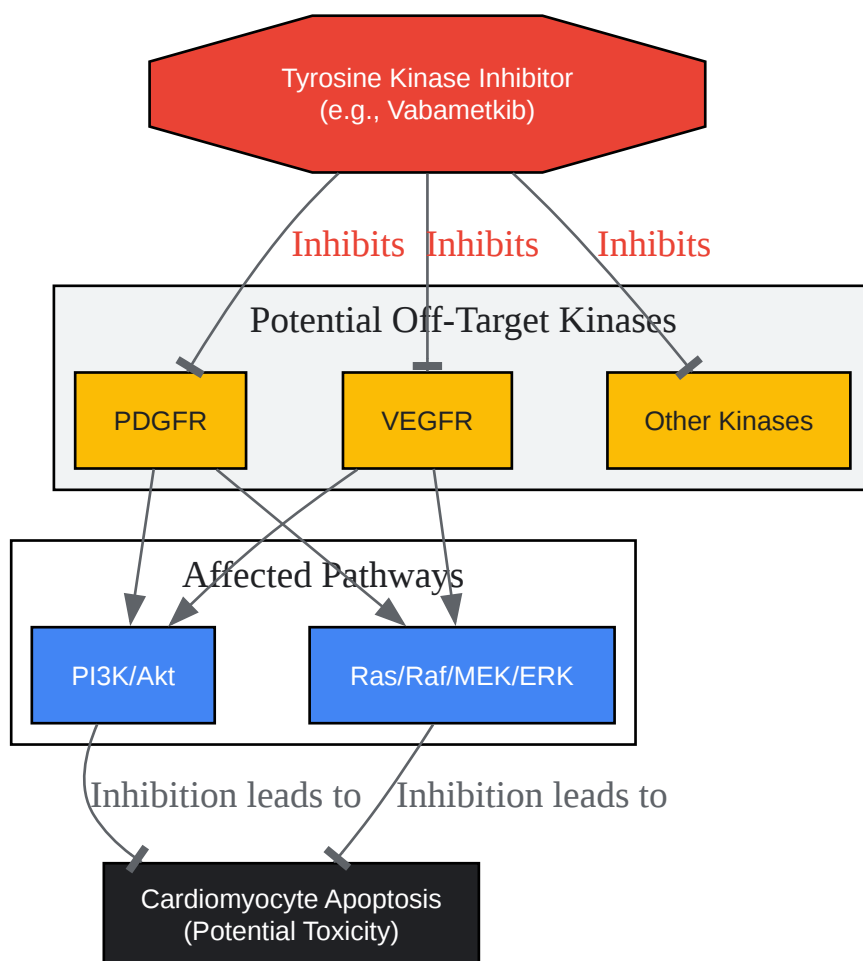 Tyrosine Kinase Inhibitor
(e.g., Vabametkib)
Inhibits
Inhibits
Inhibits
Potential Off-Target Kinases
PDGFR
VEGFR
Other Kinases
Affected Pathways
PI3K/Akt
Ras/Raf/MEK/ERK
Inhibition leads to
Inhibition leads to
Cardiomyocyte Apoptosis
(Potential Toxicity)